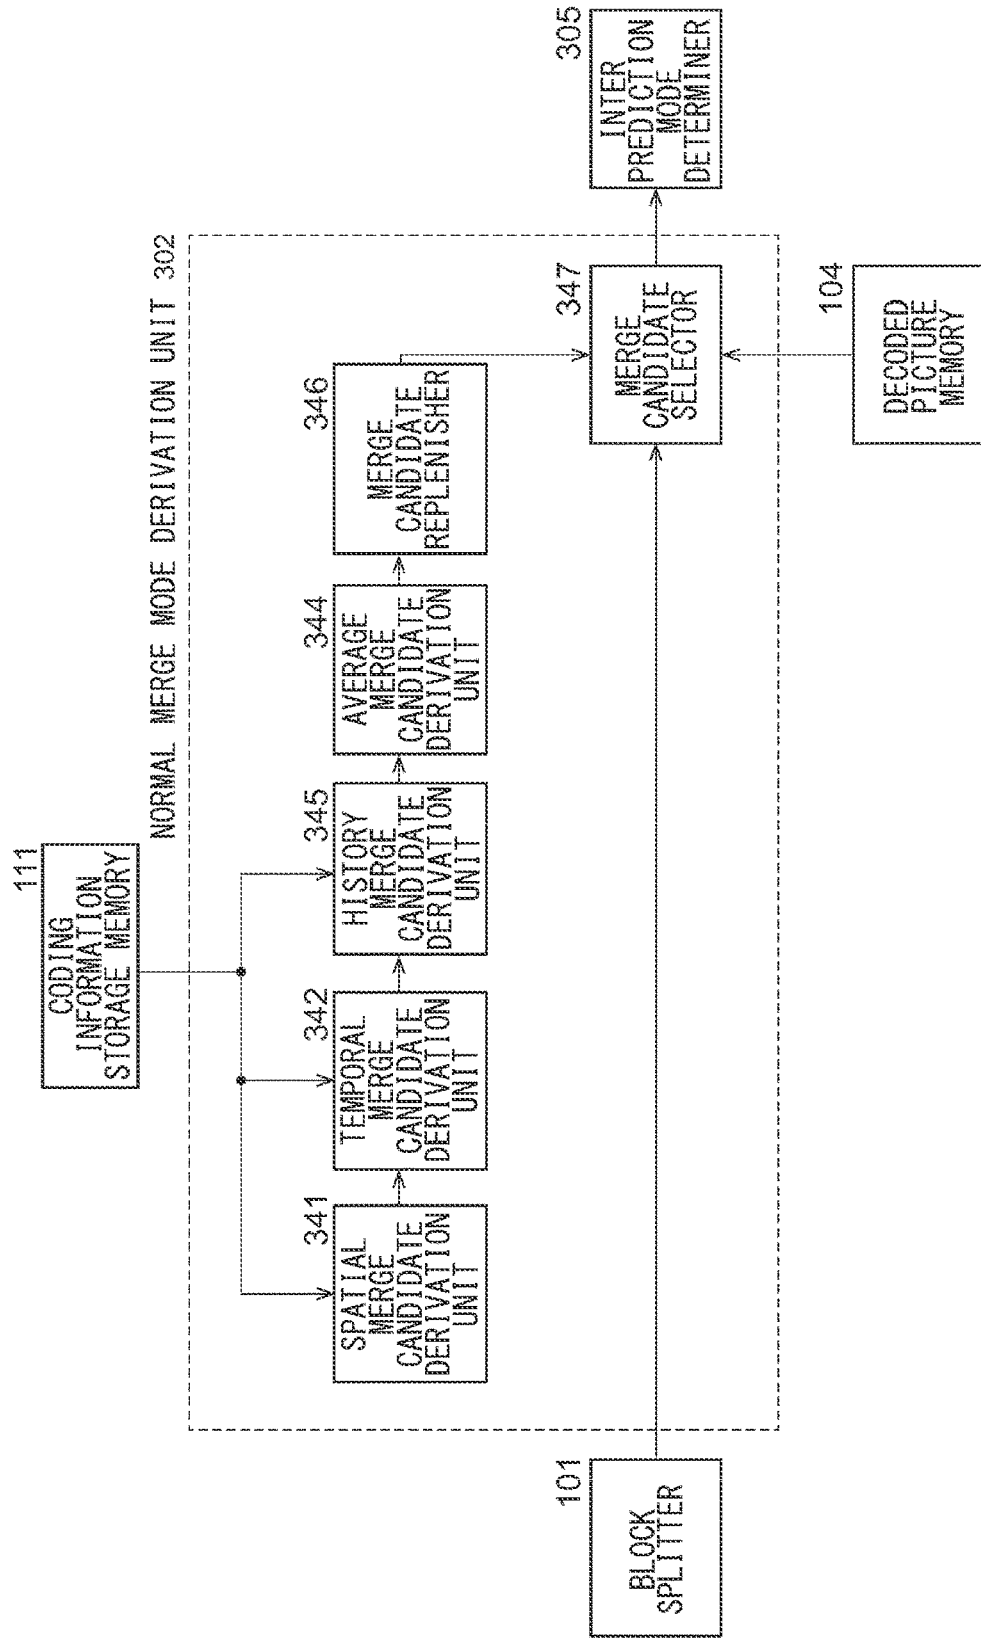 111
CODING
INFORMATION
STORAGE MEMORY
NORMAL MERGE MODE DERIVATION UNIT 302
341
SPATIAL
MERGE
CANDIDATE
DERIVATION
UNIT
342
TEMPORAL
MERGE
CANDIDATE
DERIVATION
UNIT
345
HISTORY
MERGE
CANDIDATE
DERIVATION
UNIT
344
AVERAGE
MERGE
CANDIDATE
DERIVATION
UNIT
346
MERGE
CANDIDATE
REPLENISHER
101
BLOCK
SPLITTER
347
MERGE
CANDIDATE
SELECTOR
305
INTER
PREDICTION
MODE
DETERMINER
104
DECODED
PICTURE
MEMORY